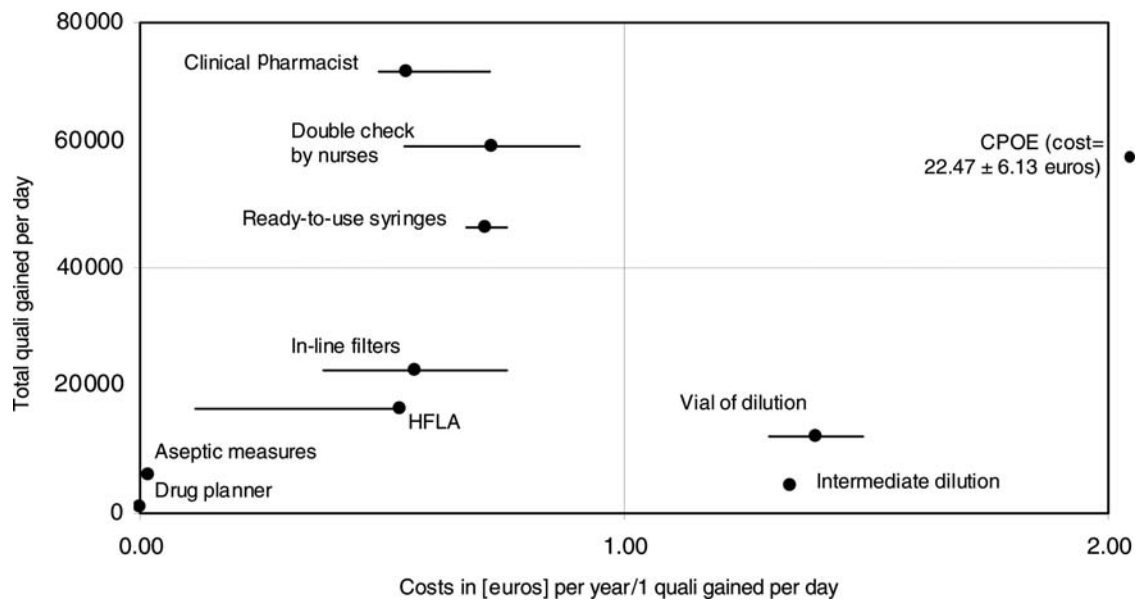 80000
Clinical Pharmacist
Double check
by nurses
60000
CPOE (cost=
22.47 ± 6.13 euros)
Ready-to-use syringes
40000
In-line filters
20000
HFLA
Vial of dilution
Aseptic measures
Intermediate dilution
Drug planner
0
0.00
1.00
2.00
Total quali gained per day
Costs in [euros] per year/1 quali gained per day